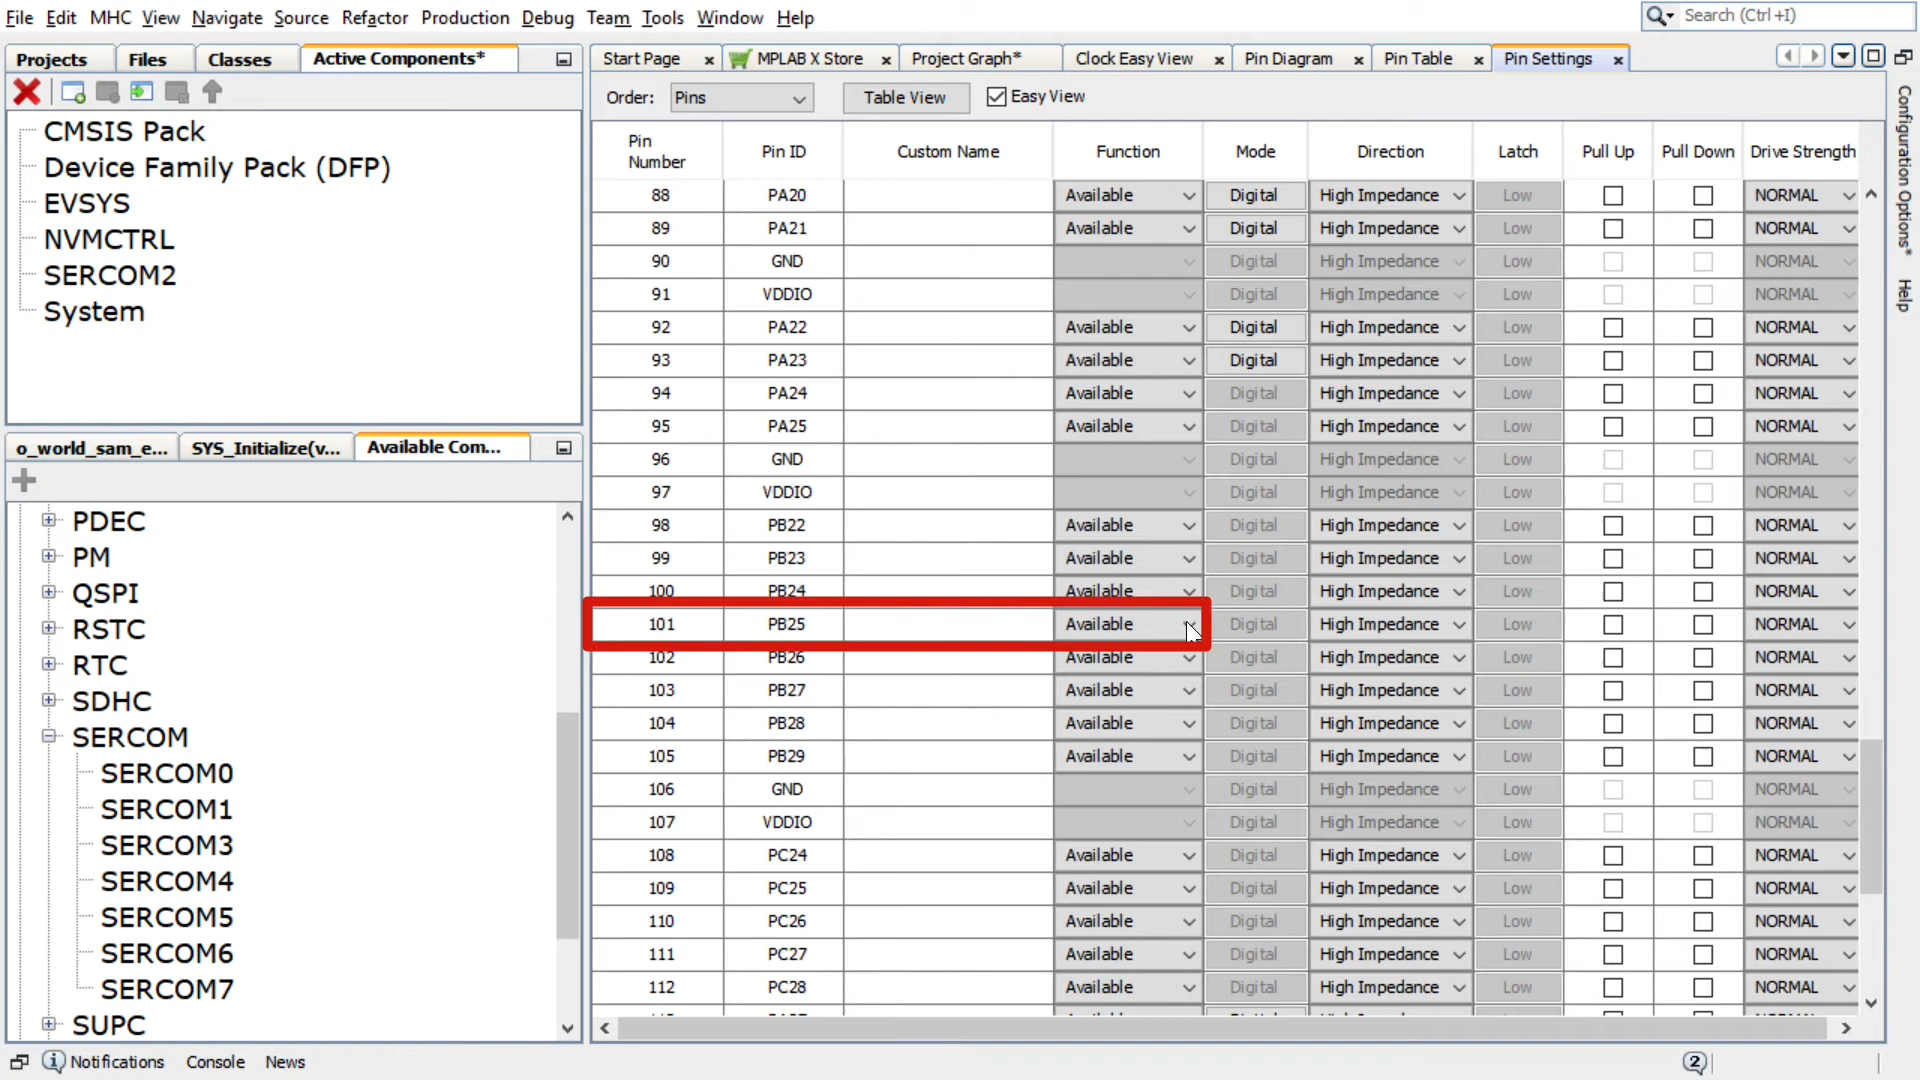 File Edit MHC View Navigate Source Refactor Production Debug Team Tools Window Help
Search (Ctrl+I)
Projects Files Classes Active Components*
CMSIS Pack
Device Family Pack (DFP)
EVSYS
NVMCTRL
SERCOM2
System
o_world_sam_e... SYS_Initialize(v... Available Com...
PDEC
PM
QSPI
RSTC
RTC
SDHC
SERCOM
SERCOM0
SERCOM1
SERCOM3
SERCOM4
SERCOM5
SERCOM6
SERCOM7
SUPC
Start Page MPLAB X Store Project Graph* Clock Easy View Pin Diagram Pin Table Pin Settings
Order: Pins Table View Easy View
Pin Number Pin ID Custom Name Function Mode Direction Latch Pull Up Pull Down Drive Strength
88 PA20 Available Digital High Impedance Low NORMAL
89 PA21 Available Digital High Impedance Low NORMAL
90 GND Digital High Impedance Low NORMAL
91 VDDIO Digital High Impedance Low NORMAL
92 PA22 Available Digital High Impedance Low NORMAL
93 PA23 Available Digital High Impedance Low NORMAL
94 PA24 Available Digital High Impedance Low NORMAL
95 PA25 Available Digital High Impedance Low NORMAL
96 GND Digital High Impedance Low NORMAL
97 VDDIO Digital High Impedance Low NORMAL
98 PB22 Available Digital High Impedance Low NORMAL
99 PB23 Available Digital High Impedance Low NORMAL
100 PB24 Available Digital High Impedance Low NORMAL
101 PB25 Available Digital High Impedance Low NORMAL
102 PB26 Available Digital High Impedance Low NORMAL
103 PB27 Available Digital High Impedance Low NORMAL
104 PB28 Available Digital High Impedance Low NORMAL
105 PB29 Available Digital High Impedance Low NORMAL
106 GND Digital High Impedance Low NORMAL
107 VDDIO Digital High Impedance Low NORMAL
108 PC24 Available Digital High Impedance Low NORMAL
109 PC25 Available Digital High Impedance Low NORMAL
110 PC26 Available Digital High Impedance Low NORMAL
111 PC27 Available Digital High Impedance Low NORMAL
112 PC28 Available Digital High Impedance Low NORMAL
Configuration Options*
Help
Notifications Console News
2